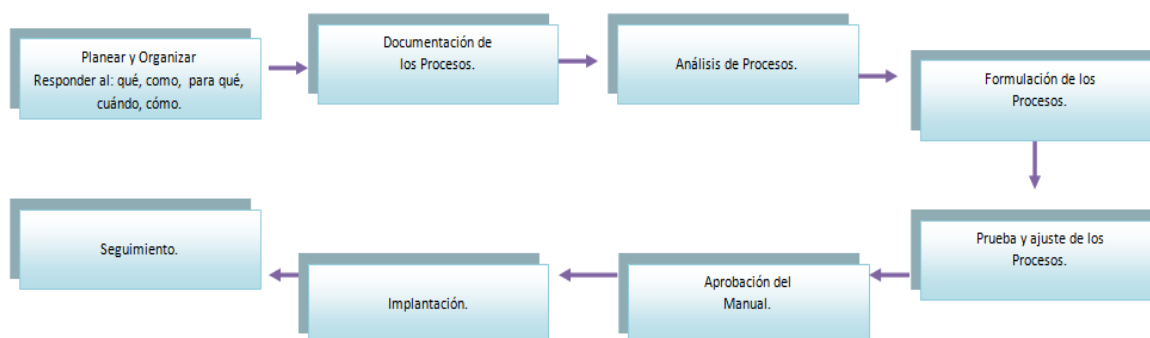 Planear y Organizar
Responder al: qué, como, para qué,
cuándo, cómo.
Documentación de
los Procesos.
Análisis de Procesos.
Formulación de los
Procesos.
Prueba y ajuste de los
Procesos.
Aprobación del
Manual.
Implantación.
Seguimiento.